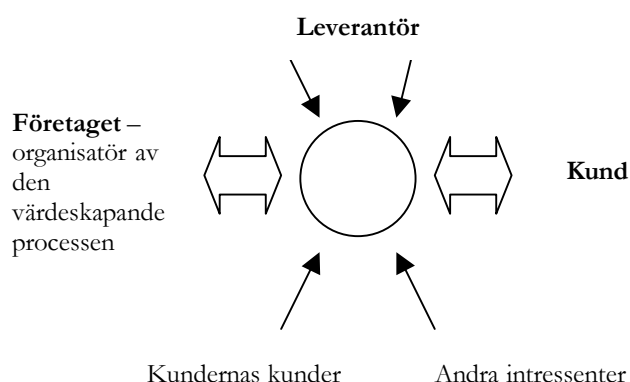 Leverantör
Företaget –
organisatör av
den
värdeskapande
processen
Kund
Kundernas kunder
Andra intressenter